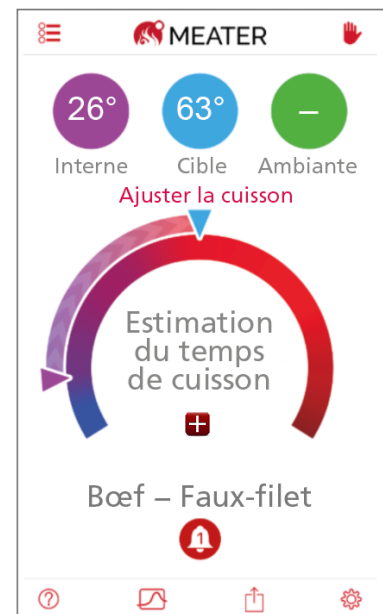 MEATER
26° 63° –
Interne Cible Ambiante
Ajuster la cuisson
Estimation
du temps
de cuisson
+
Bœf – Faux-filet
1
?